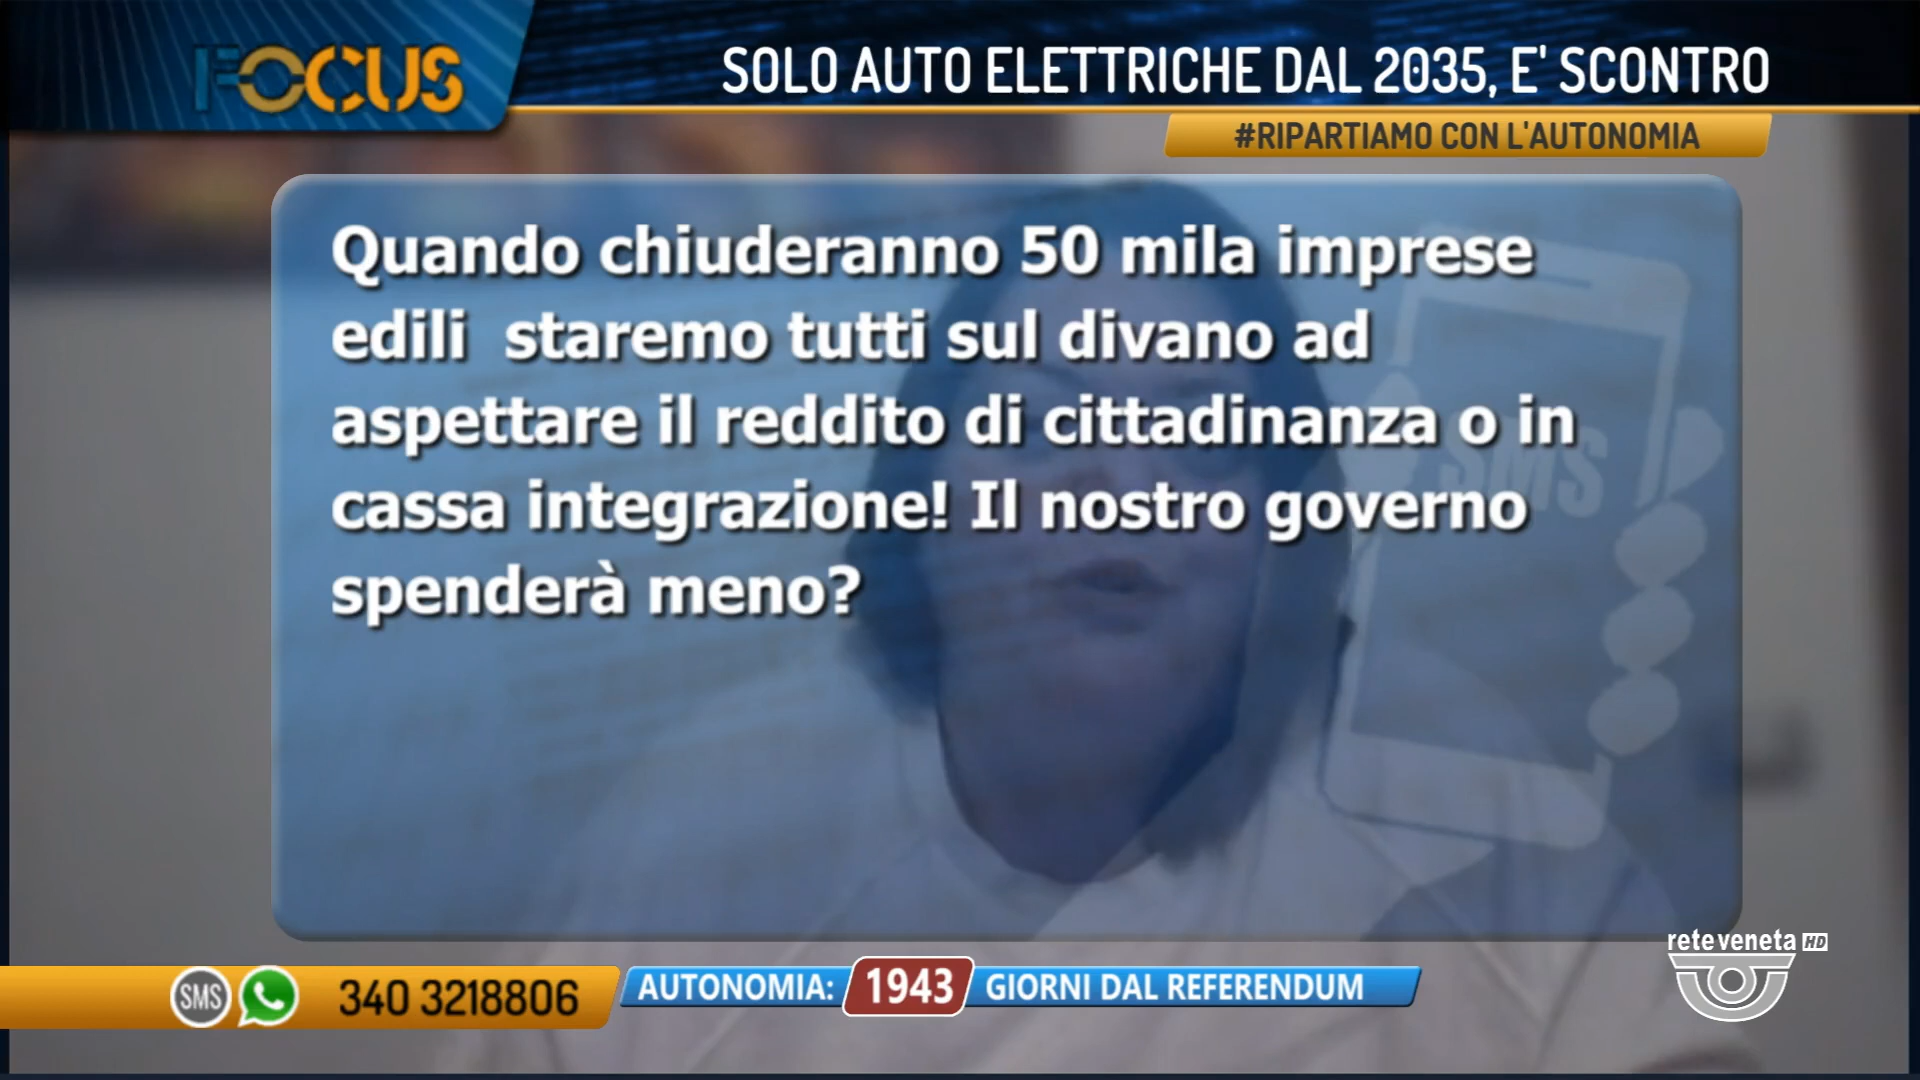 FOCUS
SOLO AUTO ELETTRICHE DAL 2035, E' SCONTRO
#RIPARTIAMO CON L'AUTONOMIA
Quando chiuderanno 50 mila imprese
edili staremo tutti sul divano ad
aspettare il reddito di cittadinanza o in
cassa integrazione! Il nostro governo
spenderà meno?
SMS
reteveneta HD
SMS 340 3218806
AUTONOMIA: 1943 GIORNI DAL REFERENDUM